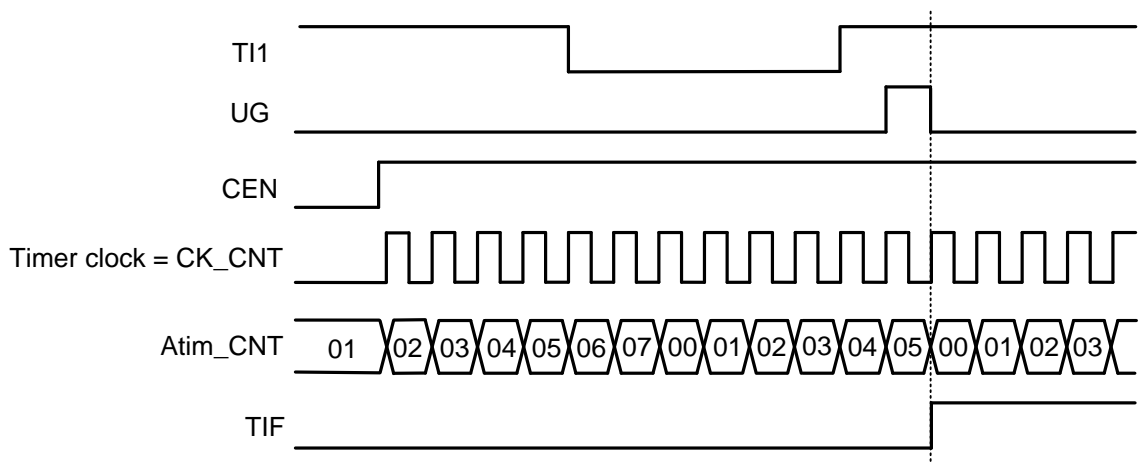 TI1
UG
CEN
Timer clock = CK_CNT
Atim_CNT 01 02 03 04 05 06 07 00 01 02 03 04 05 00 01 02 03
TIF